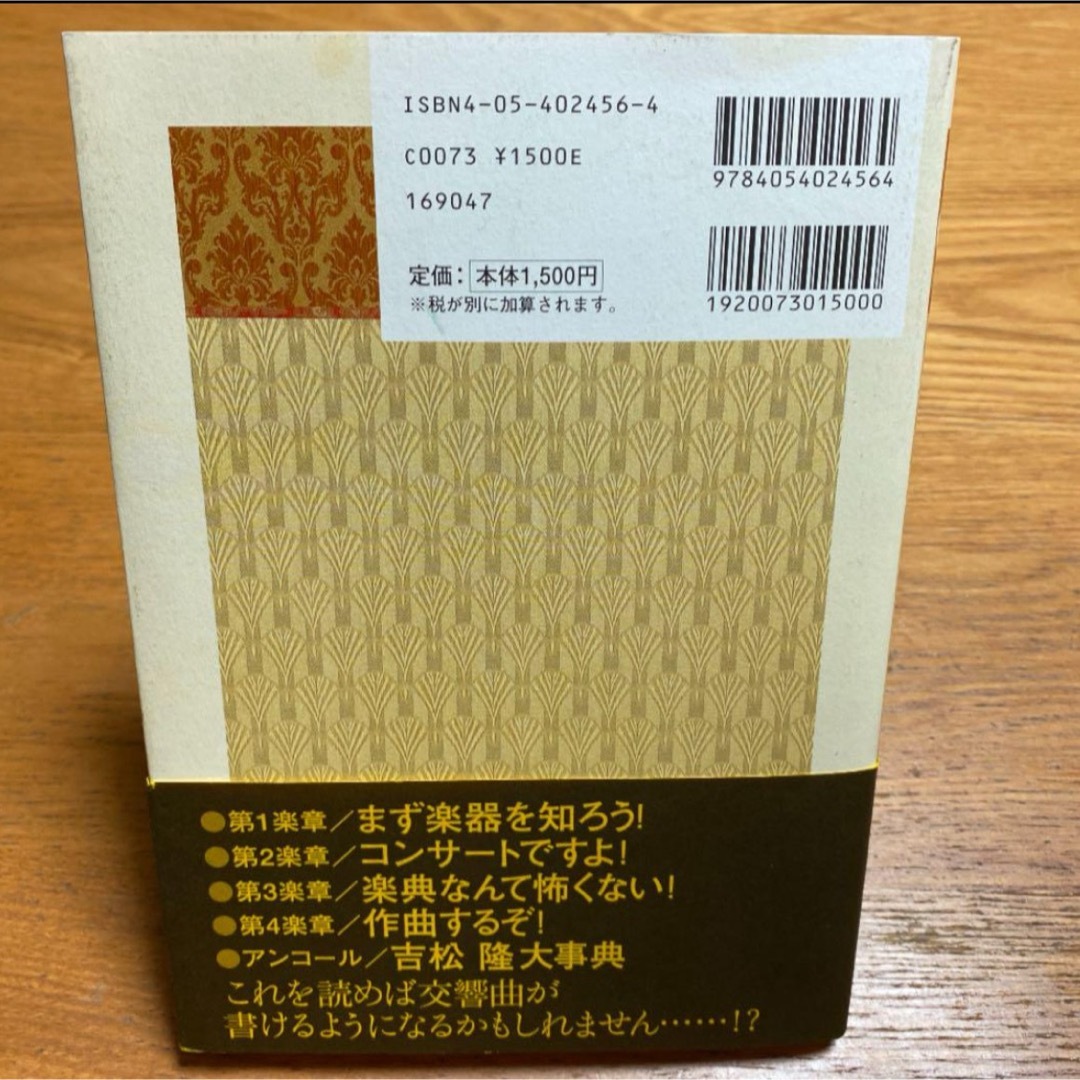 ISBN4-05-402456-4
C0073 ¥1500E
169047
定価：本体1,500円
※税が別に加算されます。
9784054024564
1920073015000
●第1楽章／まず楽器を知ろう！
●第2楽章／コンサートですよ！
●第3楽章／楽典なんて怖くない！
●第4楽章／作曲するぞ！
●アンコール／吉松 隆大事典
これを読めば交響曲が
書けるようになるかもしれません……!?